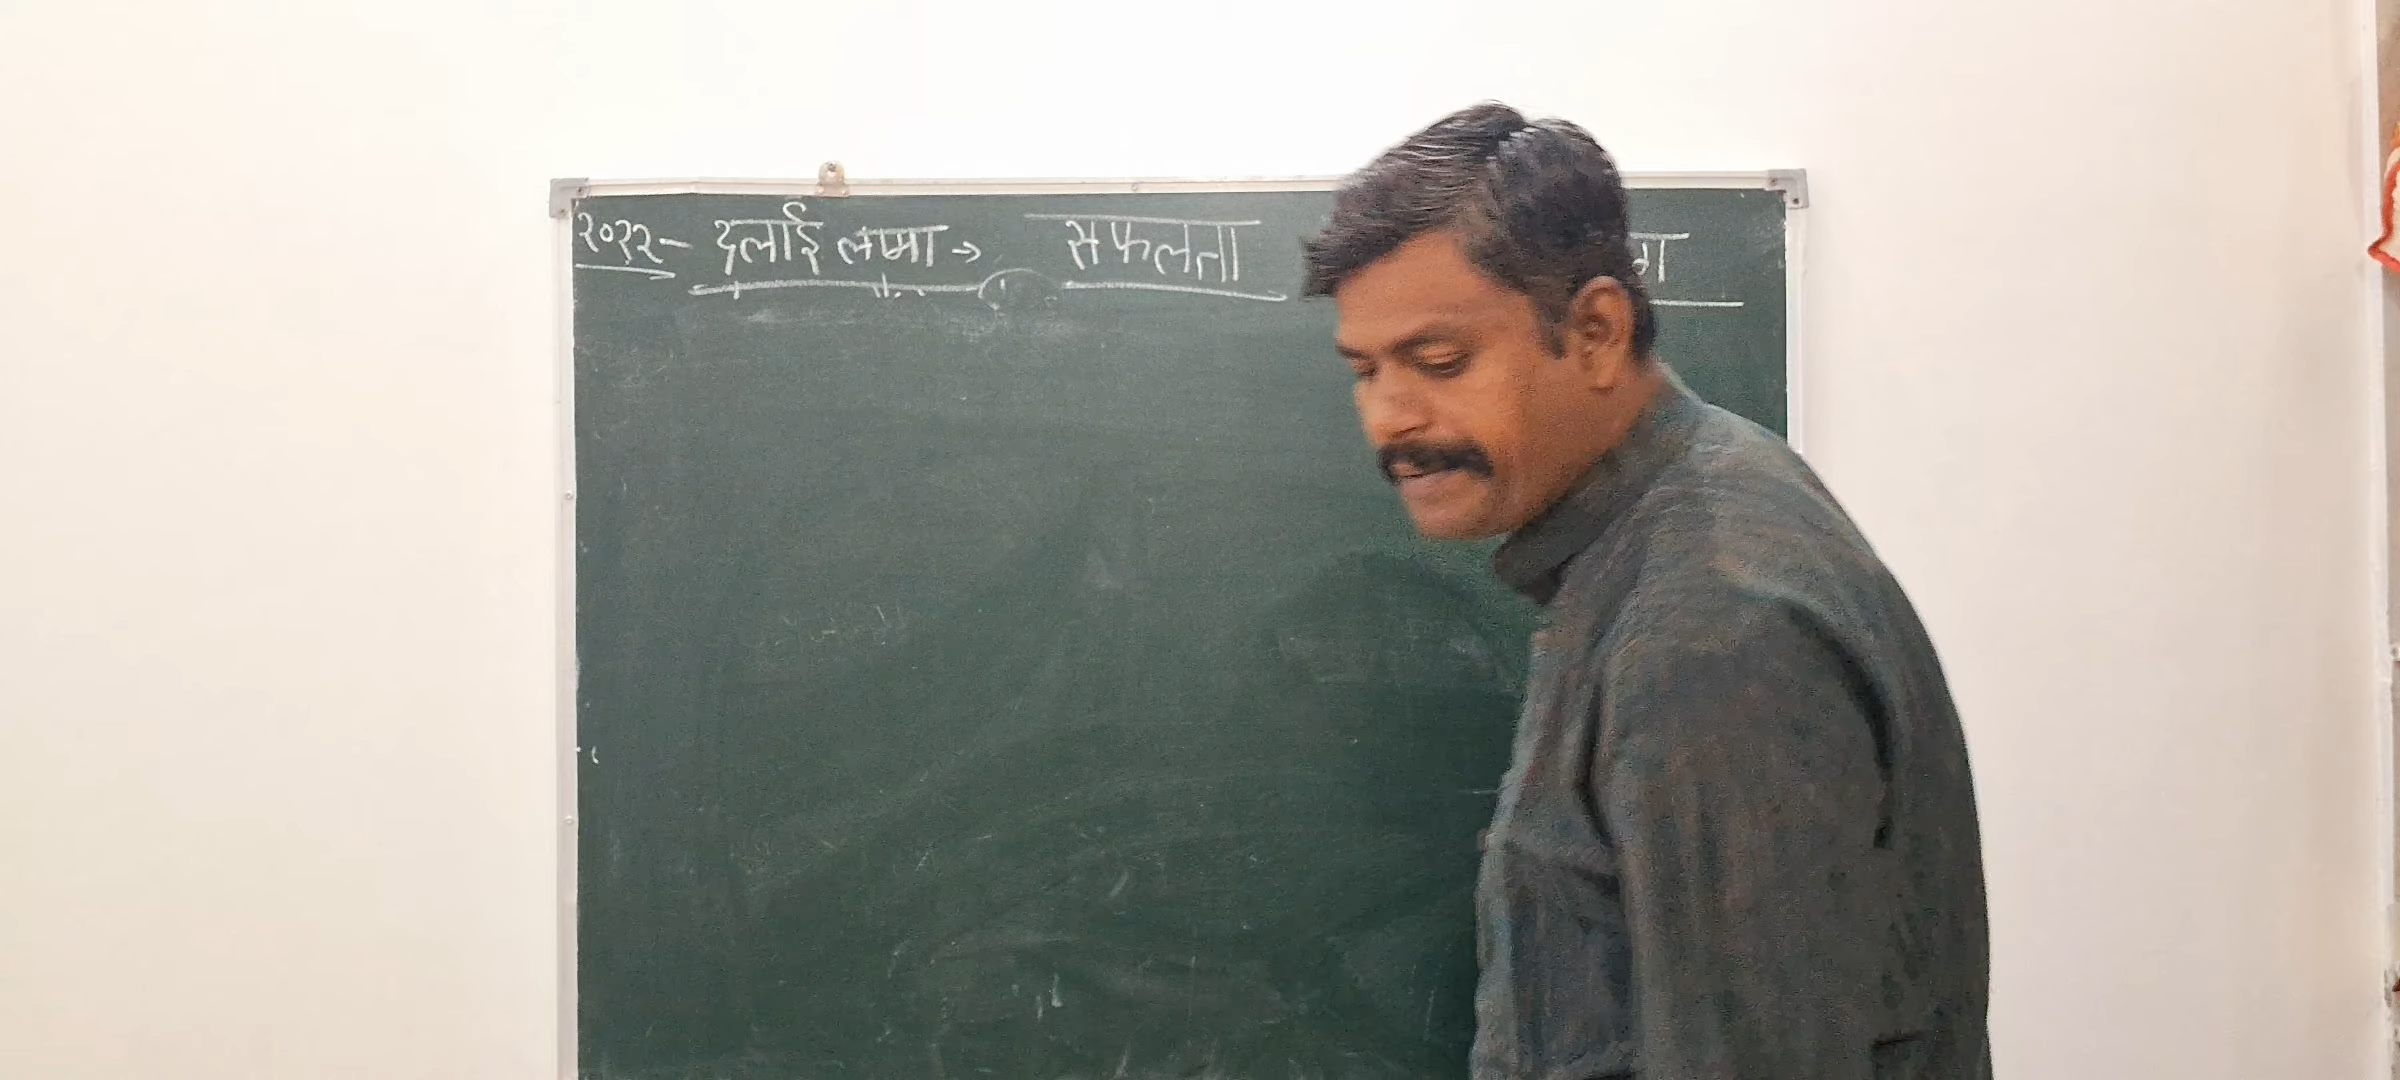 २०२२- दलाई लामा → सफलता